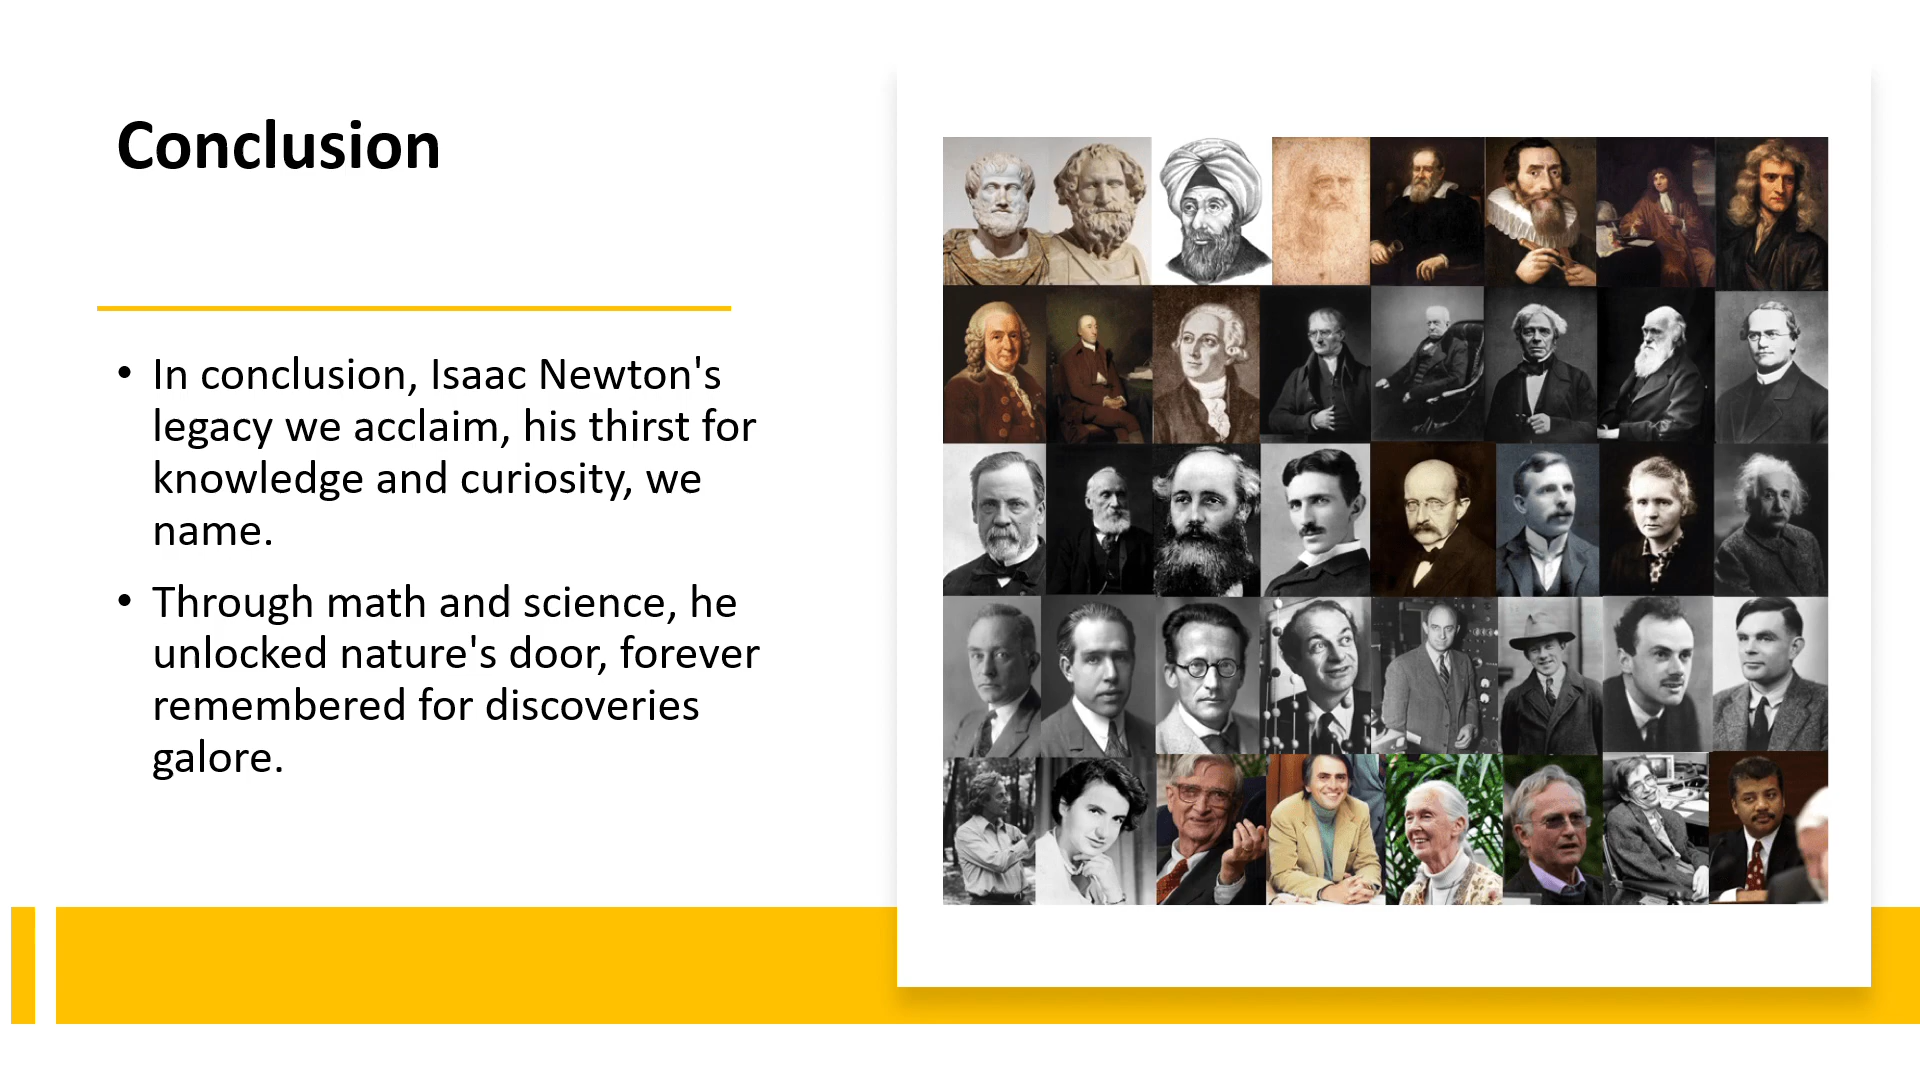 Conclusion
• In conclusion, Isaac Newton's
legacy we acclaim, his thirst for
knowledge and curiosity, we
name.
• Through math and science, he
unlocked nature's door, forever
remembered for discoveries
galore.